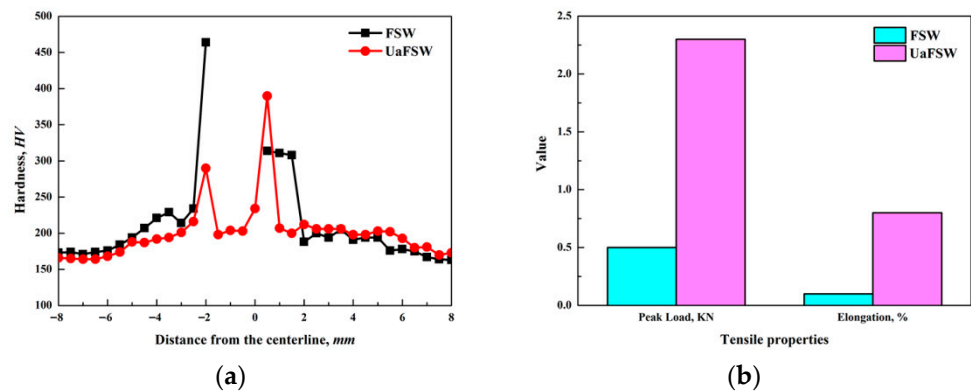 500
450
400
350
300
250
200
150
100
Hardness, HV
FSW
UaFSW
−8 −6 −4 −2 0 2 4 6 8
Distance from the centerline, mm
(a)
2.5
2.0
1.5
1.0
0.5
0.0
Value
FSW
UaFSW
Peak Load, KN Elongation, %
Tensile properties
(b)